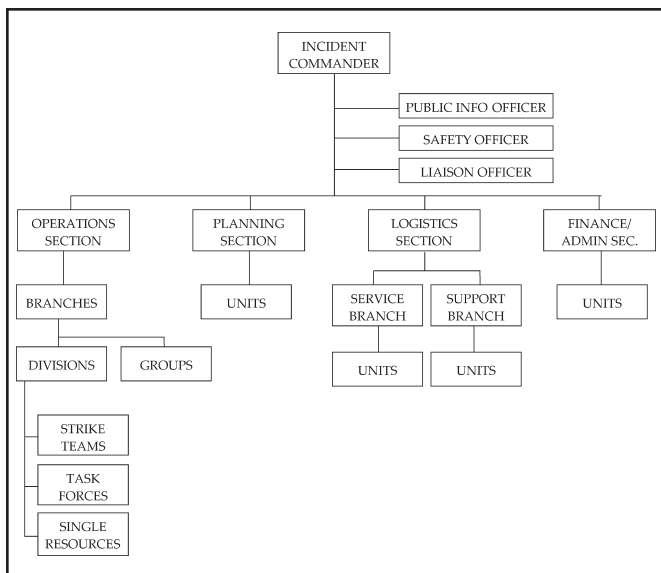 INCIDENT
COMMANDER
PUBLIC INFO OFFICER
SAFETY OFFICER
LIAISON OFFICER
OPERATIONS
SECTION
PLANNING
SECTION
LOGISTICS
SECTION
FINANCE/
ADMIN SEC.
BRANCHES
UNITS
SERVICE
BRANCH
SUPPORT
BRANCH
UNITS
DIVISIONS
GROUPS
UNITS
UNITS
STRIKE
TEAMS
TASK
FORCES
SINGLE
RESOURCES